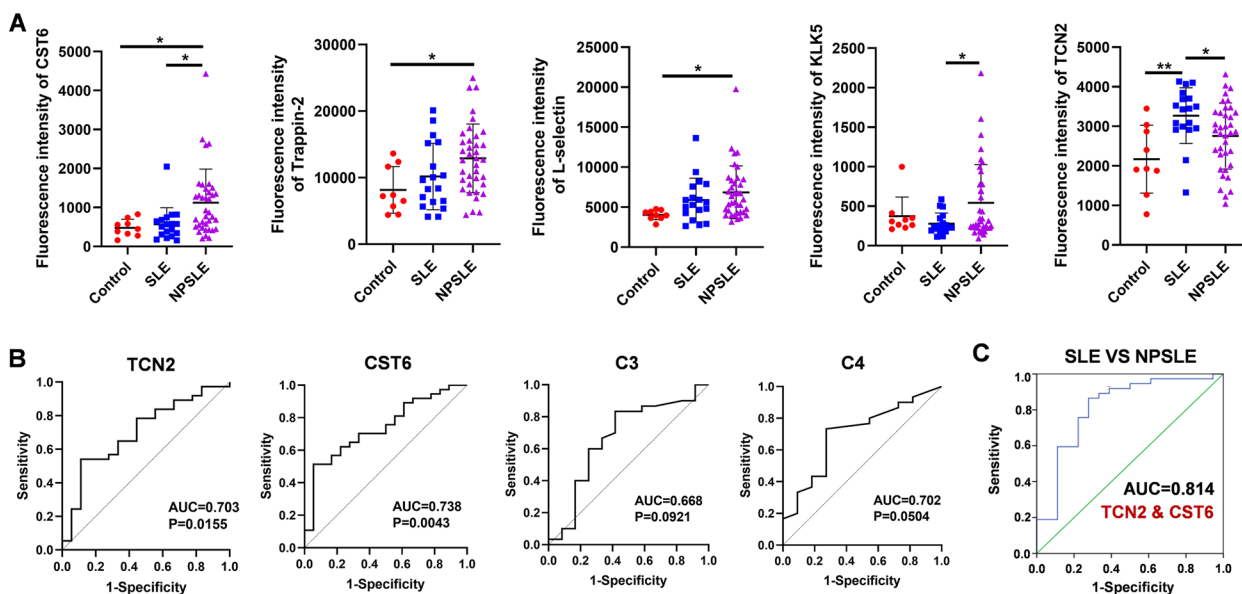 A
Fluorescence intensity of CST6
5000
4000
3000
2000
1000
0
*
*
Control
SLE
NPSLE
Fluorescence intensity
of Trappin-2
30000
20000
10000
0
*
Control
SLE
NPSLE
Fluorescence intensity
of L-selectin
25000
20000
15000
10000
5000
0
*
Control
SLE
NPSLE
Fluorescence intensity of KLK5
2500
2000
1500
1000
500
0
*
Control
SLE
NPSLE
Fluorescence intensity of TCN2
5000
4000
3000
2000
1000
0
**
*
Control
SLE
NPSLE
B
TCN2
Sensitivity
1.0
0.8
0.6
0.4
0.2
0.0
AUC=0.703
P=0.0155
0.0 0.2 0.4 0.6 0.8 1.0
1-Specificity
CST6
Sensitivity
1.0
0.8
0.6
0.4
0.2
0.0
AUC=0.738
P=0.0043
0.0 0.2 0.4 0.6 0.8 1.0
1-Specificity
C3
Sensitivity
1.0
0.8
0.6
0.4
0.2
0.0
AUC=0.668
P=0.0921
0.0 0.2 0.4 0.6 0.8 1.0
1-Specificity
C4
Sensitivity
1.0
0.8
0.6
0.4
0.2
0.0
AUC=0.702
P=0.0504
0.0 0.2 0.4 0.6 0.8 1.0
1-Specificity
C
SLE VS NPSLE
Sensitivity
1.0
0.8
0.6
0.4
0.2
0.0
AUC=0.814
TCN2 & CST6
0.0 0.2 0.4 0.6 0.8 1.0
1-Specificity